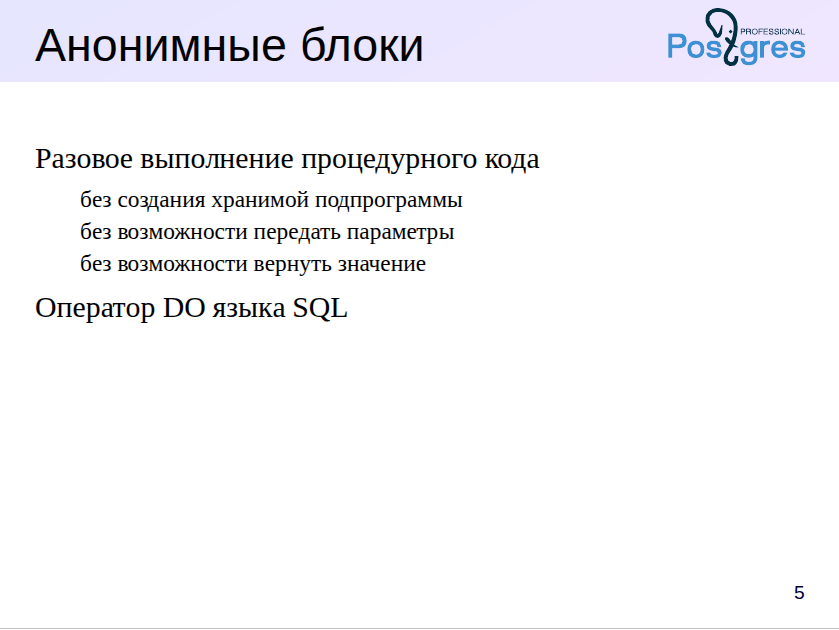 Анонимные блоки
PROFESSIONAL
Postgres
Разовое выполнение процедурного кода
без создания хранимой подпрограммы
без возможности передать параметры
без возможности вернуть значение
Оператор DO языка SQL
5